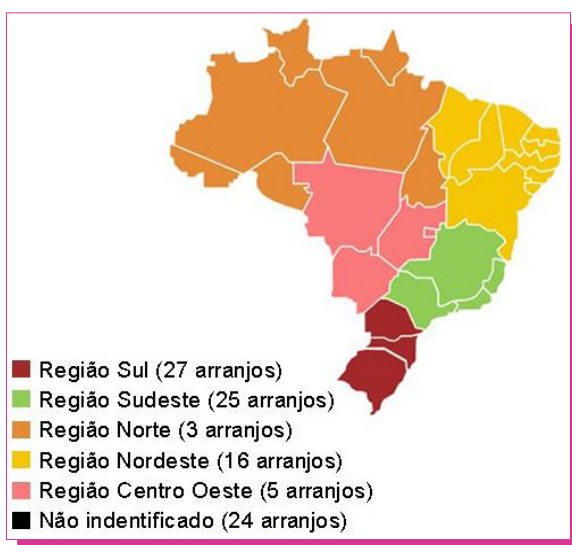 Região Sul (27 arranjos)
Região Sudeste (25 arranjos)
Região Norte (3 arranjos)
Região Nordeste (16 arranjos)
Região Centro Oeste (5 arranjos)
Não indentificado (24 arranjos)